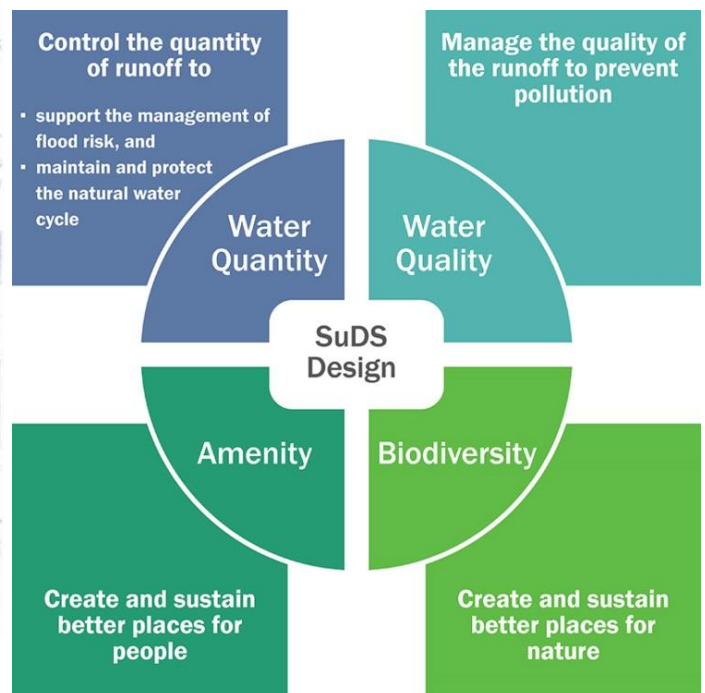 Control the quantity
of runoff to
▪ support the management of
flood risk, and
▪ maintain and protect
the natural water
cycle
Manage the quality of
the runoff to prevent
pollution
Water
Quantity
Water
Quality
SuDS
Design
Amenity
Biodiversity
Create and sustain
better places for
people
Create and sustain
better places for
nature